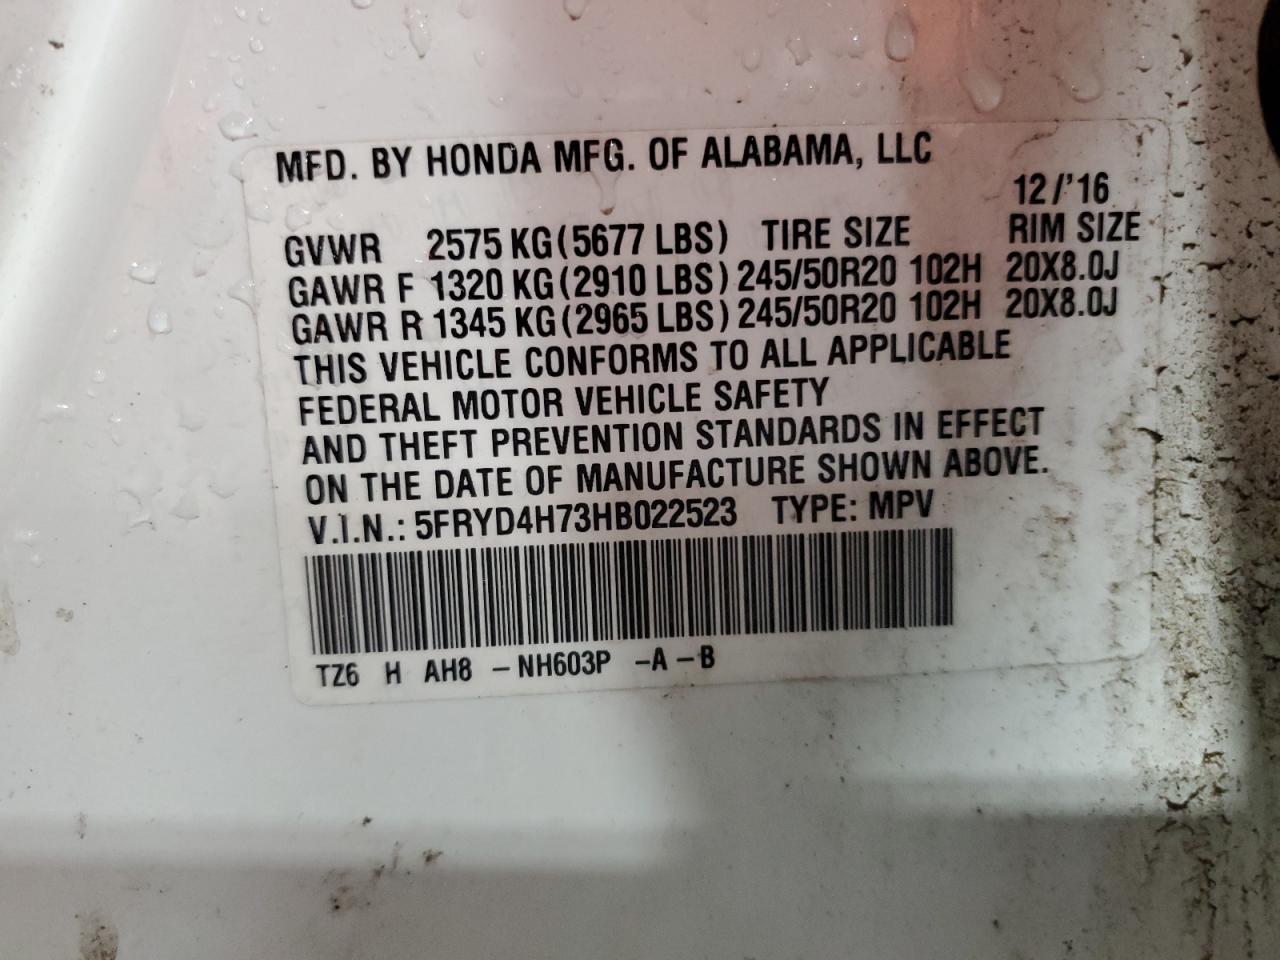 MFD. BY HONDA MFG. OF ALABAMA, LLC
12/'16
GVWR 2575 KG(5677 LBS) TIRE SIZE RIM SIZE
GAWR F 1320 KG(2910 LBS) 245/50R20 102H 20X8.0J
GAWR R 1345 KG(2965 LBS) 245/50R20 102H 20X8.0J
THIS VEHICLE CONFORMS TO ALL APPLICABLE
FEDERAL MOTOR VEHICLE SAFETY
AND THEFT PREVENTION STANDARDS IN EFFECT
ON THE DATE OF MANUFACTURE SHOWN ABOVE.
V.I.N.: 5FRYD4H73HB022523 TYPE: MPV
TZ6 H AH8 -NH603P -A-B